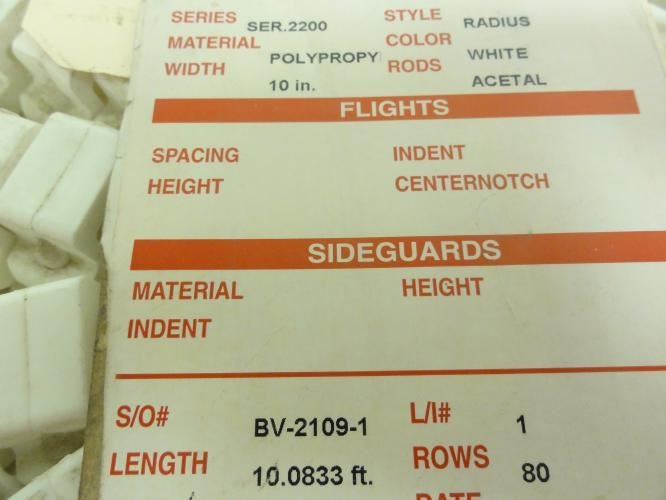 SERIES SER.2200 STYLE RADIUS
MATERIAL POLYPROPY COLOR WHITE
WIDTH 10 in. RODS ACETAL
FLIGHTS
SPACING INDENT
HEIGHT CENTERNOTCH
SIDEGUARDS
MATERIAL HEIGHT
INDENT
S/O# BV-2109-1 L/I# 1
LENGTH 10.0833 ft. ROWS 80
DATE